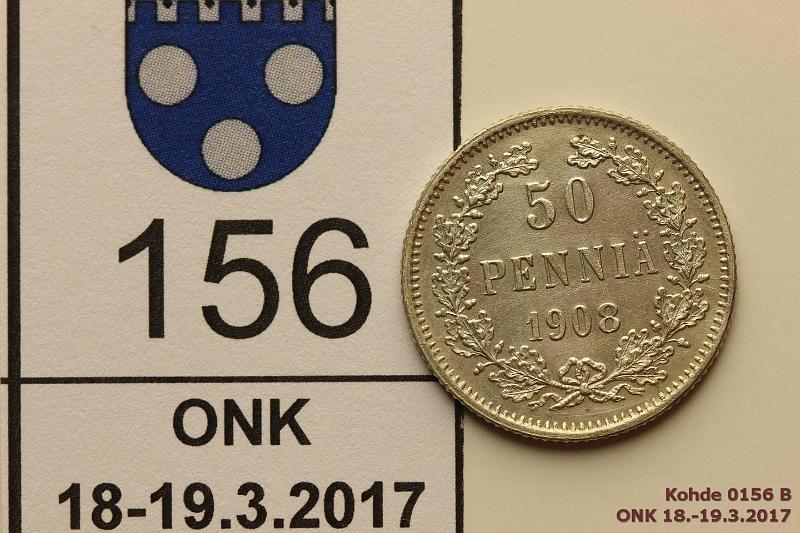 156
ONK
18-19.3.2017
50
PENNIÄ
1908
Kohde 0156 B
ONK 18.-19.3.2017